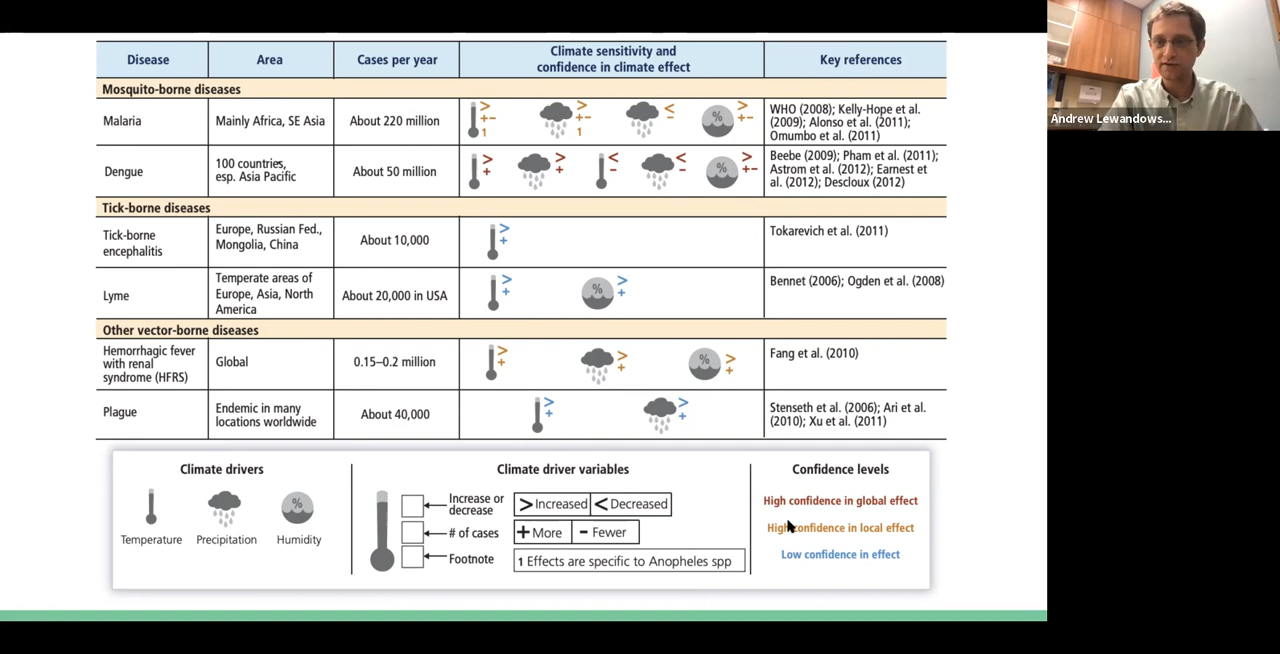 Disease Area Cases per year Climate sensitivity and confidence in climate effect Key references
Mosquito-borne diseases
Malaria
Mainly Africa, SE Asia
About 220 million
> +- 1
> +- 1
< -
% > +-
WHO (2008); Kelly-Hope et al.
(2009); Alonso et al. (2011);
Omumbo et al. (2011)
Dengue
100 countries,
esp. Asia Pacific
About 50 million
> +
> +
< -
< -
% > +-
Beebe (2009); Pham et al. (2011);
Astrom et al. (2012); Earnest et
al. (2012); Descloux (2012)
Tick-borne diseases
Tick-borne
encephalitis
Europe, Russian Fed.,
Mongolia, China
About 10,000
> +
Tokarevich et al. (2011)
Lyme
Temperate areas of
Europe, Asia, North
America
About 20,000 in USA
> +
% > +
Bennet (2006); Ogden et al. (2008)
Other vector-borne diseases
Hemorrhagic fever
with renal
syndrome (HFRS)
Global
0.15–0.2 million
> +
> +
% > +
Fang et al. (2010)
Plague
Endemic in many
locations worldwide
About 40,000
> +
> +
Stenseth et al. (2006); Ari et al.
(2010); Xu et al. (2011)
Climate drivers
%
Temperature Precipitation Humidity
Climate driver variables
Increase or
decrease
> Increased < Decreased
# of cases
+ More - Fewer
Footnote
1 Effects are specific to Anopheles spp
Confidence levels
High confidence in global effect
High confidence in local effect
Low confidence in effect
Andrew Lewandows...